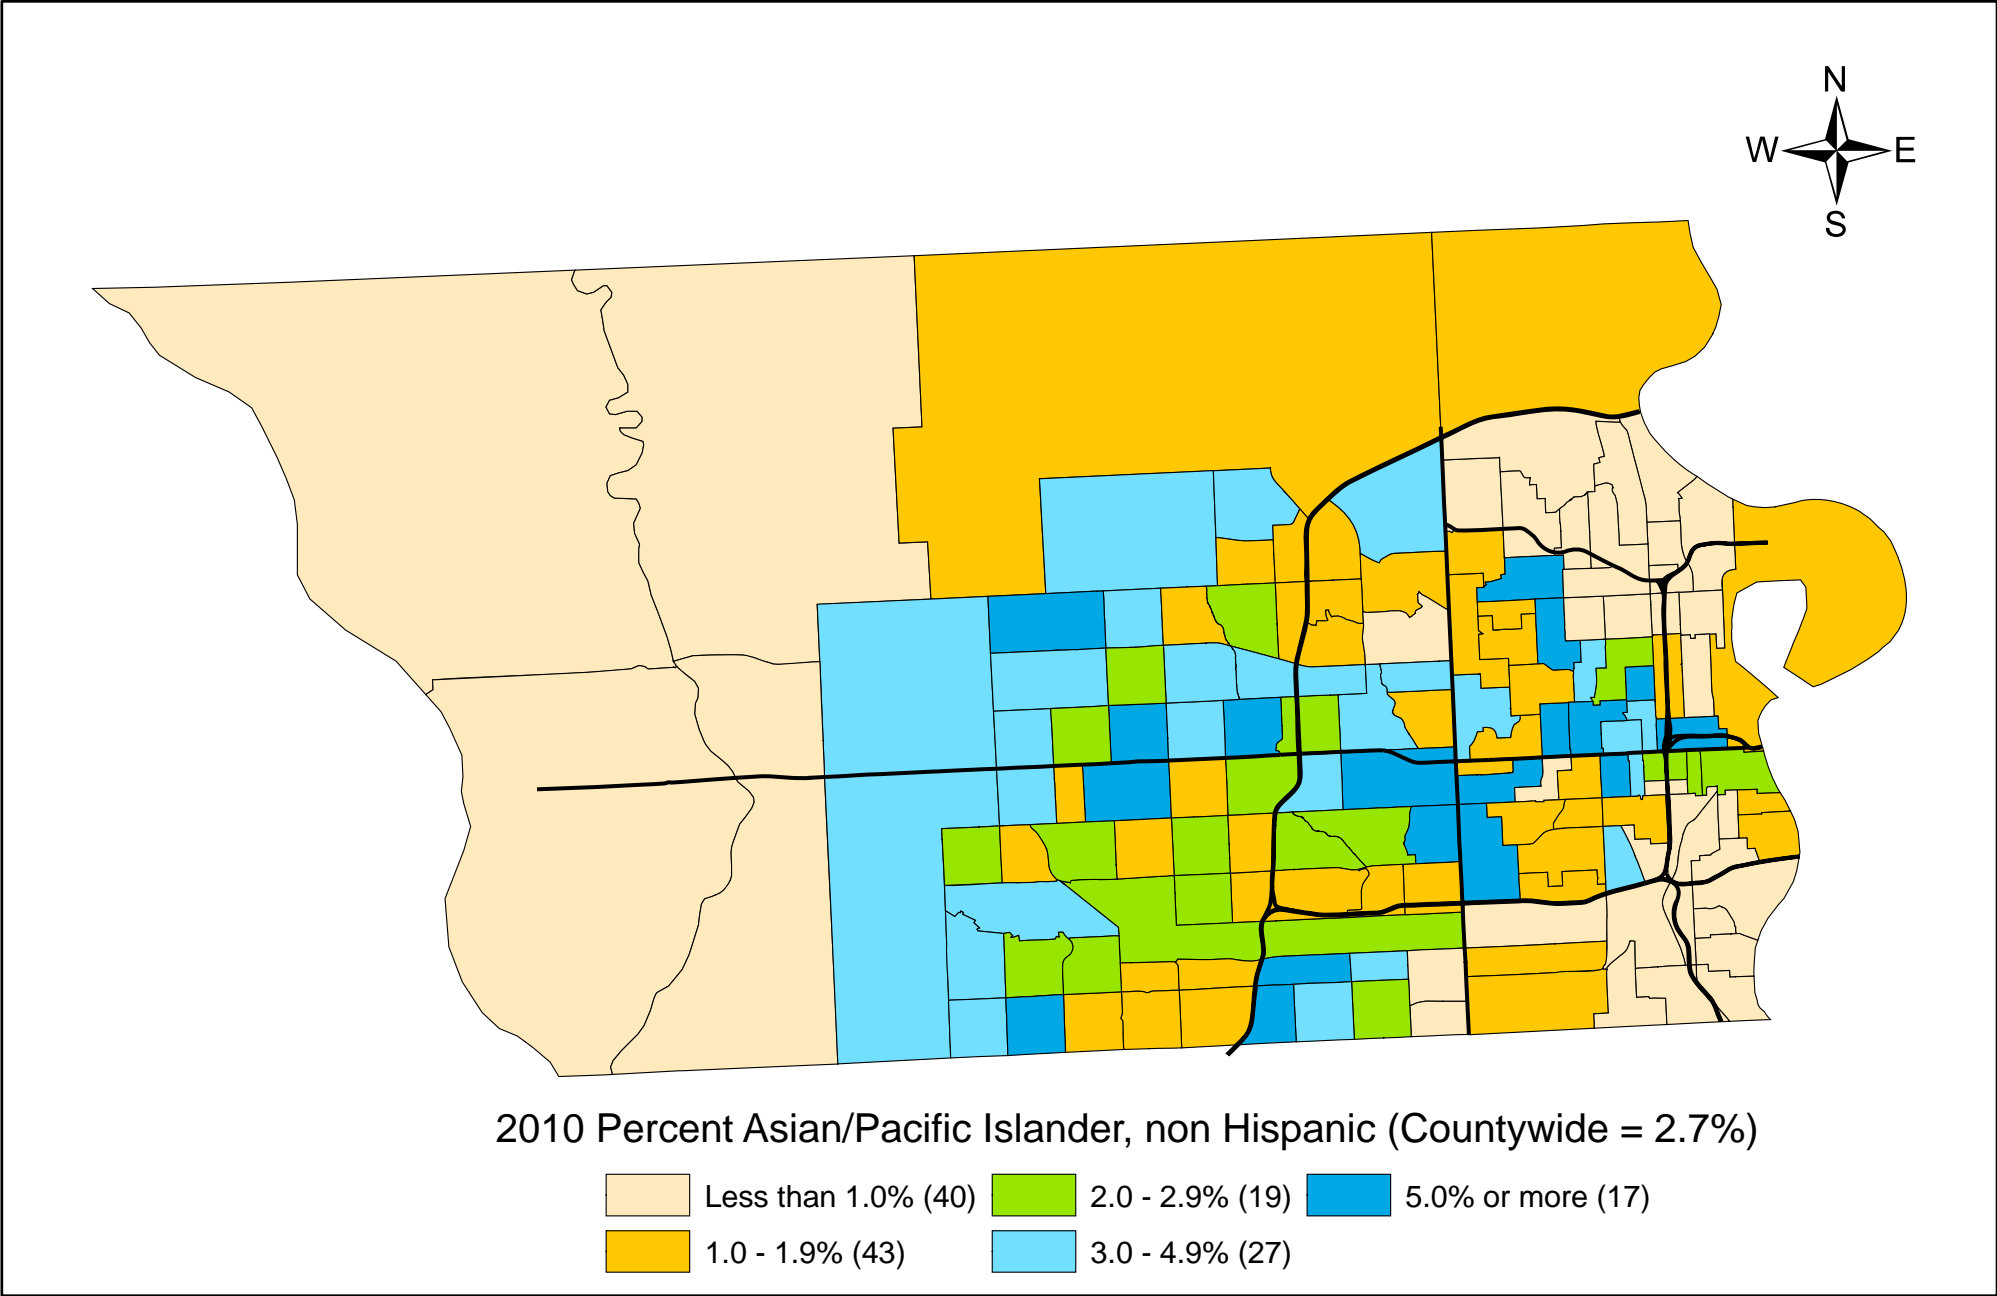 N
W E
S
2010 Percent Asian/Pacific Islander, non Hispanic (Countywide = 2.7%)
Less than 1.0% (40) 2.0 - 2.9% (19) 5.0% or more (17)
1.0 - 1.9% (43) 3.0 - 4.9% (27)